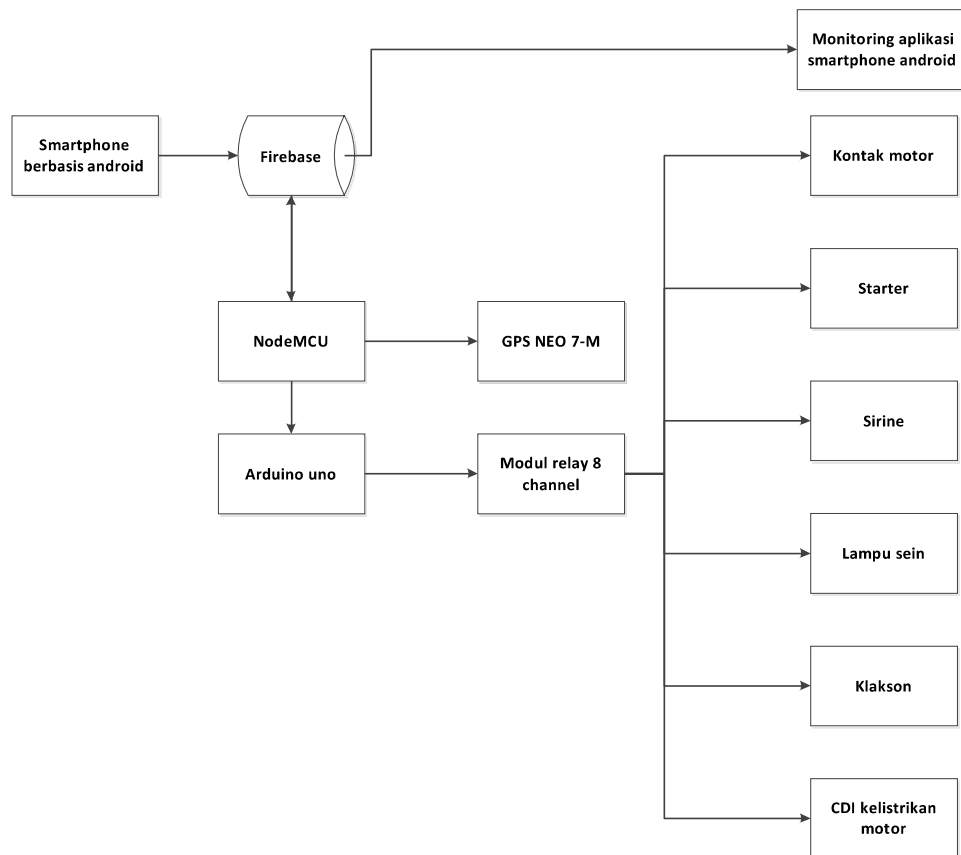 Monitoring aplikasi
smartphone android
Smartphone
berbasis android
Firebase
Kontak motor
Starter
NodeMCU
GPS NEO 7-M
Sirine
Arduino uno
Modul relay 8
channel
Lampu sein
Klakson
CDI kelistrikan
motor